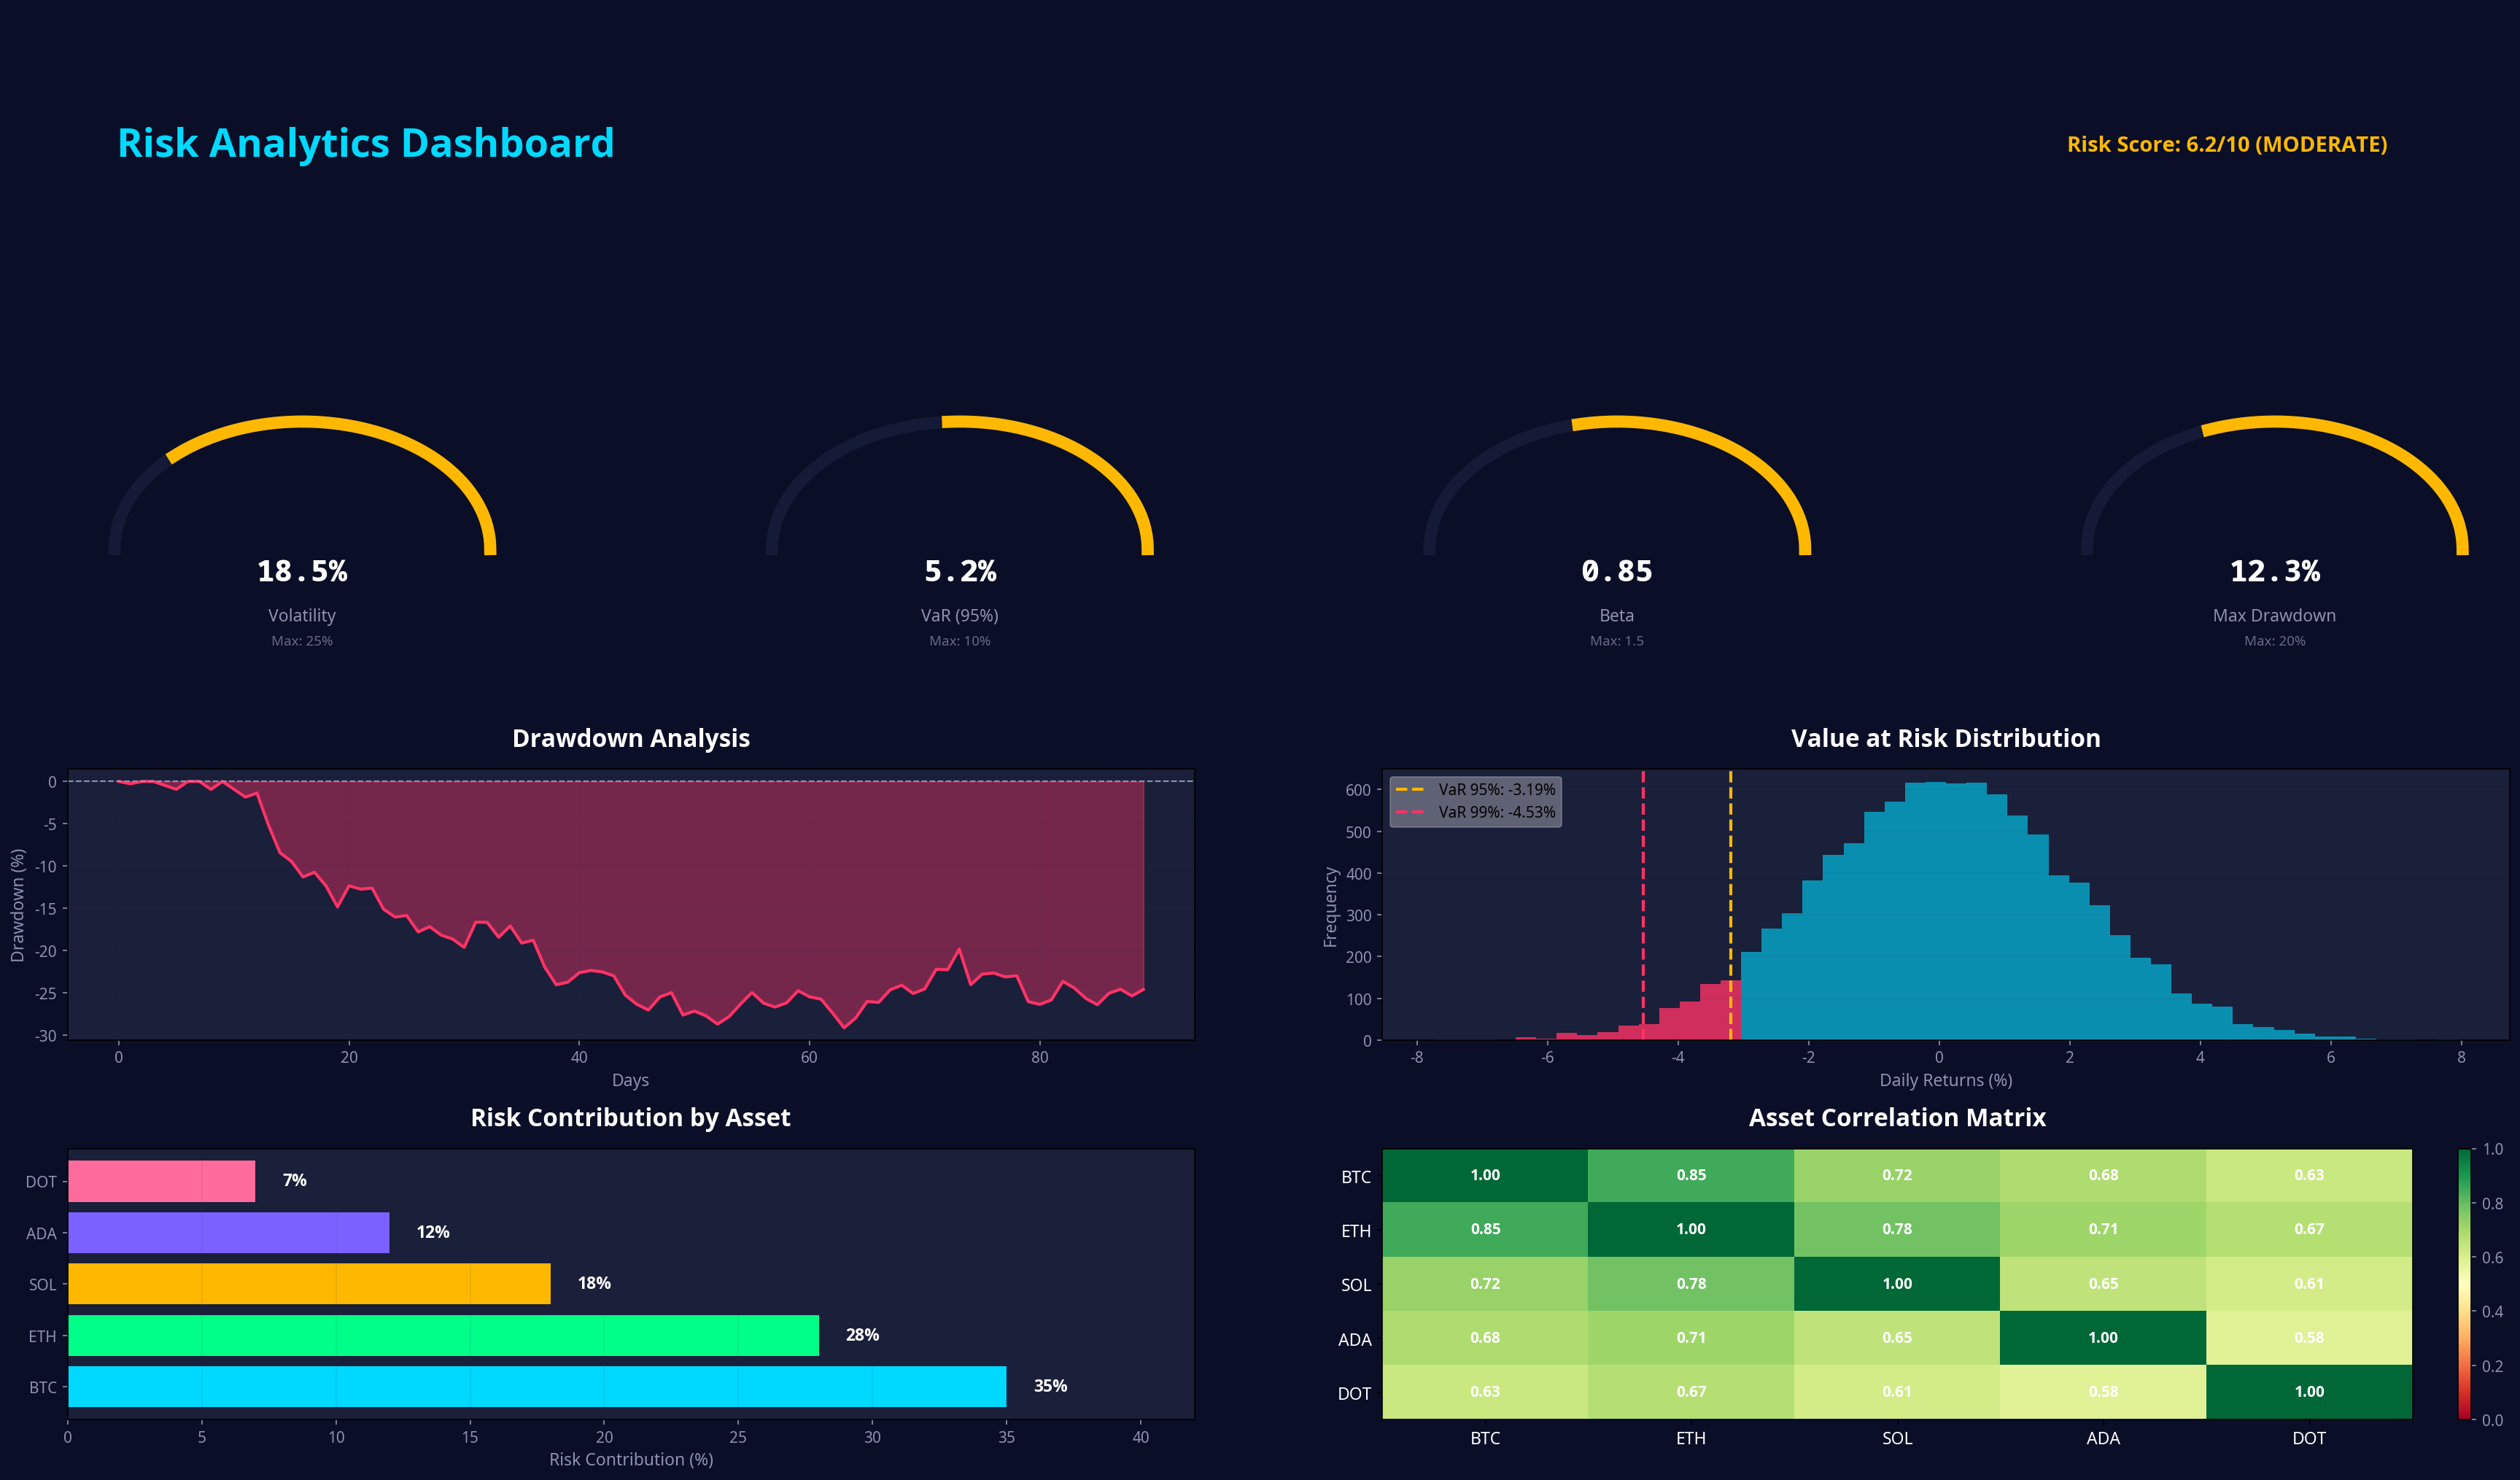 Risk Analytics Dashboard
Risk Score: 6.2/10 (MODERATE)
18.5%
Volatility
Max: 25%
5.2%
VaR (95%)
Max: 10%
0.85
Beta
Max: 1.5
12.3%
Max Drawdown
Max: 20%
Drawdown Analysis
Drawdown (%)
0
-5
-10
-15
-20
-25
-30
0 20 40 60 80
Days
Value at Risk Distribution
VaR 95%: -3.19%
VaR 99%: -4.53%
Frequency
600
500
400
300
200
100
0
-8 -6 -4 -2 0 2 4 6 8
Daily Returns (%)
Risk Contribution by Asset
DOT 7%
ADA 12%
SOL 18%
ETH 28%
BTC 35%
0 5 10 15 20 25 30 35 40
Risk Contribution (%)
Asset Correlation Matrix
BTC 1.00 0.85 0.72 0.68 0.63
ETH 0.85 1.00 0.78 0.71 0.67
SOL 0.72 0.78 1.00 0.65 0.61
ADA 0.68 0.71 0.65 1.00 0.58
DOT 0.63 0.67 0.61 0.58 1.00
BTC ETH SOL ADA DOT
1.0
0.8
0.6
0.4
0.2
0.0